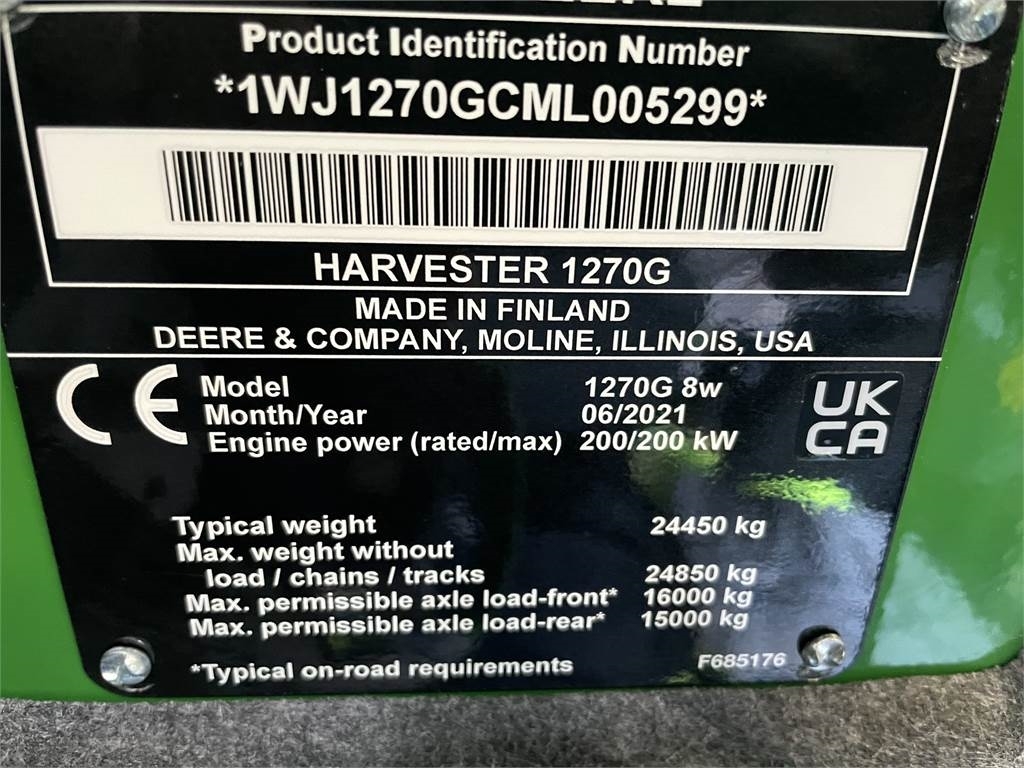 Product Identification Number
*1WJ1270GCML005299*
HARVESTER 1270G
MADE IN FINLAND
DEERE & COMPANY, MOLINE, ILLINOIS, USA
CE
Model 1270G 8w
Month/Year 06/2021
Engine power (rated/max) 200/200 kW
UK
CA
Typical weight 24450 kg
Max. weight without
load / chains / tracks 24850 kg
Max. permissible axle load-front* 16000 kg
Max. permissible axle load-rear* 15000 kg
*Typical on-road requirements F685176